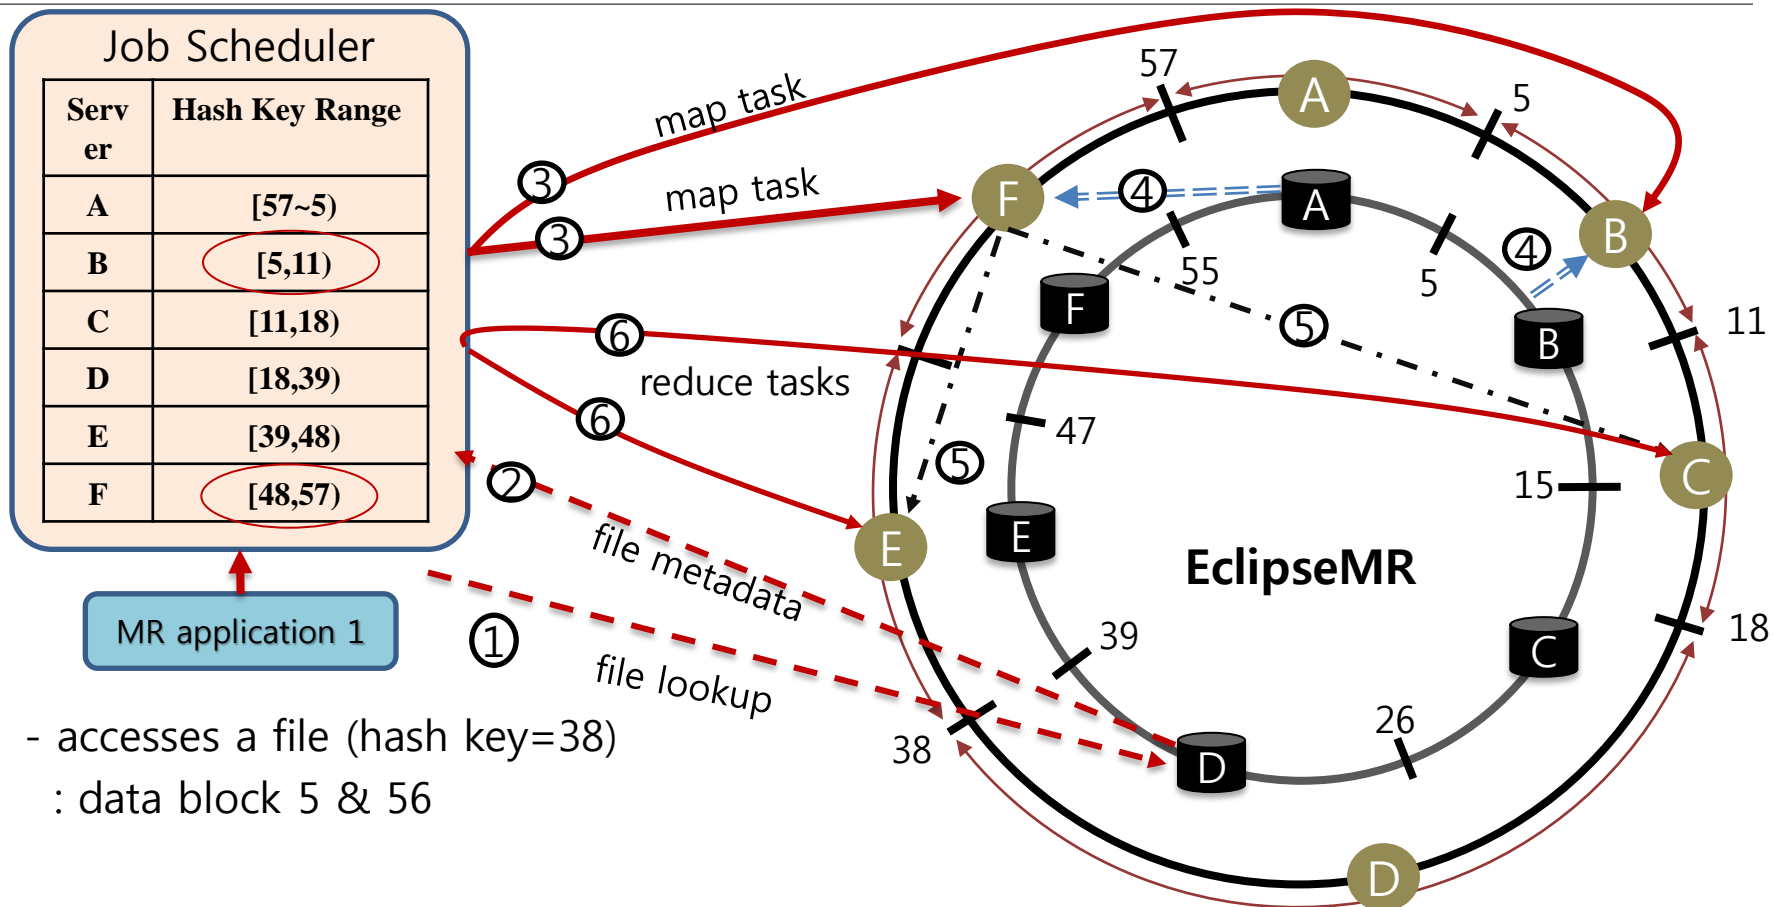 Job Scheduler
Serv
er
Hash Key Range
A [57~5)
B [5,11)
C [11,18)
D [18,39)
E [39,48)
F [48,57)
MR application 1
- accesses a file (hash key=38)
: data block 5 & 56
map task
3
map task
3
6
reduce tasks
6
2
file metadata
1
file lookup
57
A
5
F
4
A
B
4
55
5
F
B
11
5
47
5
15
C
E
E
EclipseMR
39
C
18
26
38
D
D